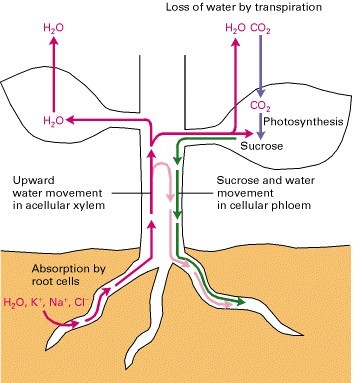 Loss of water by transpiration
H₂O
H₂O CO₂
CO₂
H₂O
Photosynthesis
Sucrose
Upward
water movement
in acellular xylem
Sucrose and water
movement
in cellular phloem
Absorption by
root cells
H₂O, K⁺, Na⁺, Cl⁻